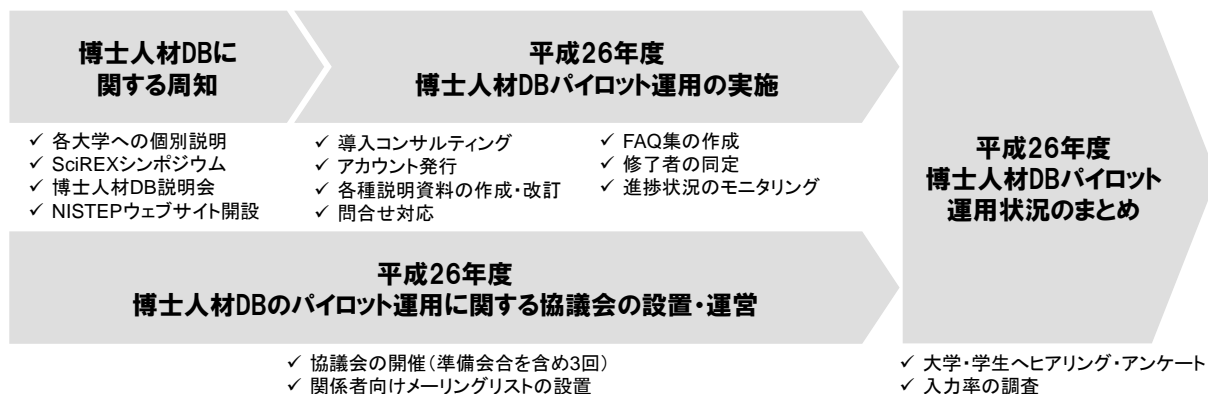 博士人材DBに
関する周知
✓ 各大学への個別説明
✓ SciREXシンポジウム
✓ 博士人材DB説明会
✓ NISTEPウェブサイト開設
平成26年度
博士人材DBパイロット運用の実施
✓ 導入コンサルティング
✓ アカウント発行
✓ 各種説明資料の作成・改訂
✓ 問合せ対応
✓ FAQ集の作成
✓ 修了者の同定
✓ 進捗状況のモニタリング
平成26年度
博士人材DBのパイロット運用に関する協議会の設置・運営
✓ 協議会の開催(準備会合を含め3回)
✓ 関係者向けメーリングリストの設置
平成26年度
博士人材DBパイロット
運用状況のまとめ
✓ 大学・学生へヒアリング・アンケート
✓ 入力率の調査